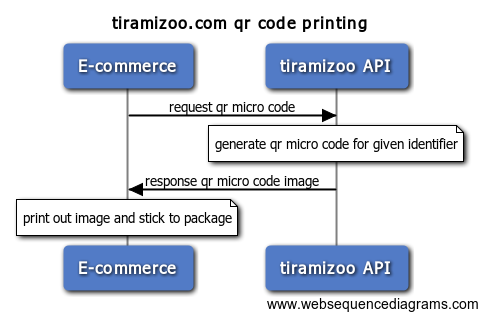 tiramizoo.com qr code printing
E-commerce tiramizoo API
request qr micro code
generate qr micro code for given identifier
response qr micro code image
print out image and stick to package
E-commerce tiramizoo API
www.websequencediagrams.com